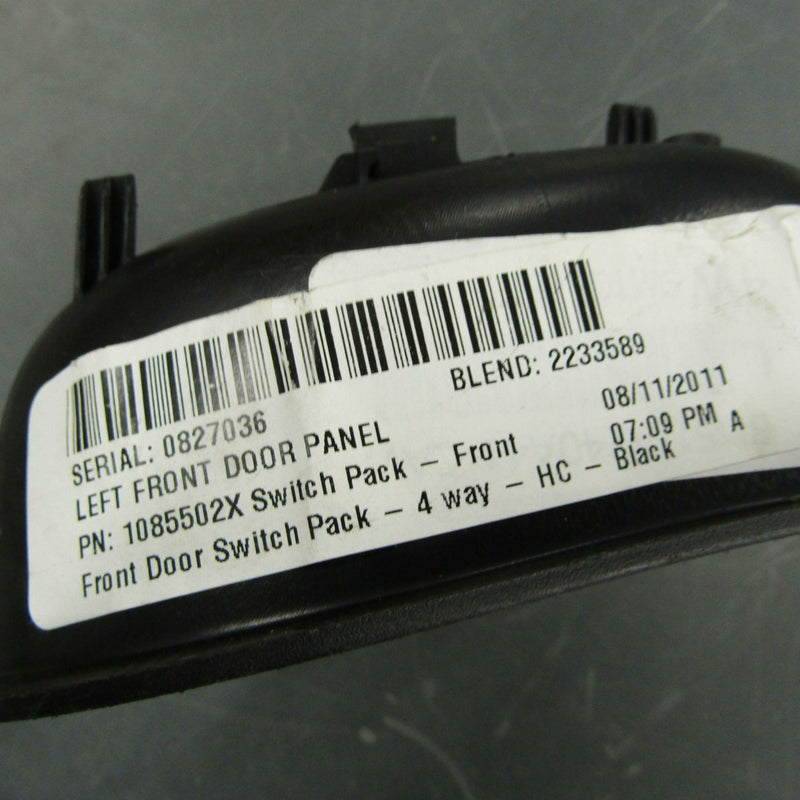 SERIAL: 0827036 BLEND: 2233589
LEFT FRONT DOOR PANEL 08/11/2011
PN: 1085502X Switch Pack – Front 07:09 PM A
Front Door Switch Pack – 4 way – HC – Black